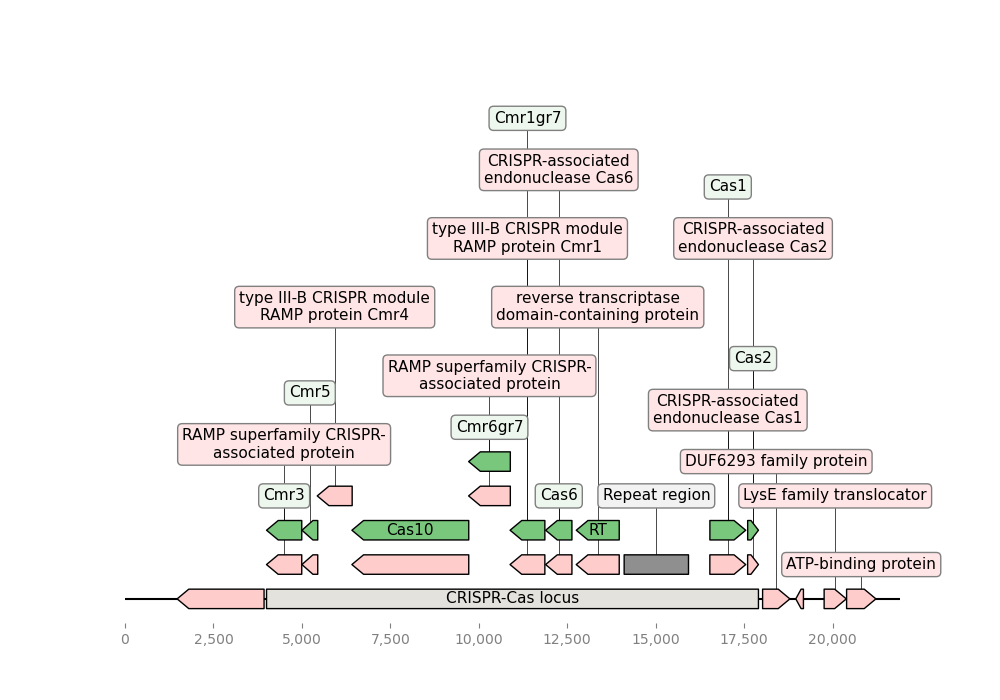 Cmr1gr7
CRISPR-associated
endonuclease Cas6
Cas1
type III-B CRISPR module
RAMP protein Cmr1
CRISPR-associated
endonuclease Cas2
type III-B CRISPR module
RAMP protein Cmr4
reverse transcriptase
domain-containing protein
Cas2
RAMP superfamily CRISPR-
associated protein
Cmr5
CRISPR-associated
endonuclease Cas1
Cmr6gr7
RAMP superfamily CRISPR-
associated protein
DUF6293 family protein
Cmr3
Cas6
Repeat region
LysE family translocator
Cas10
RT
ATP-binding protein
CRISPR-Cas locus
0
2,500
5,000
7,500
10,000
12,500
15,000
17,500
20,000